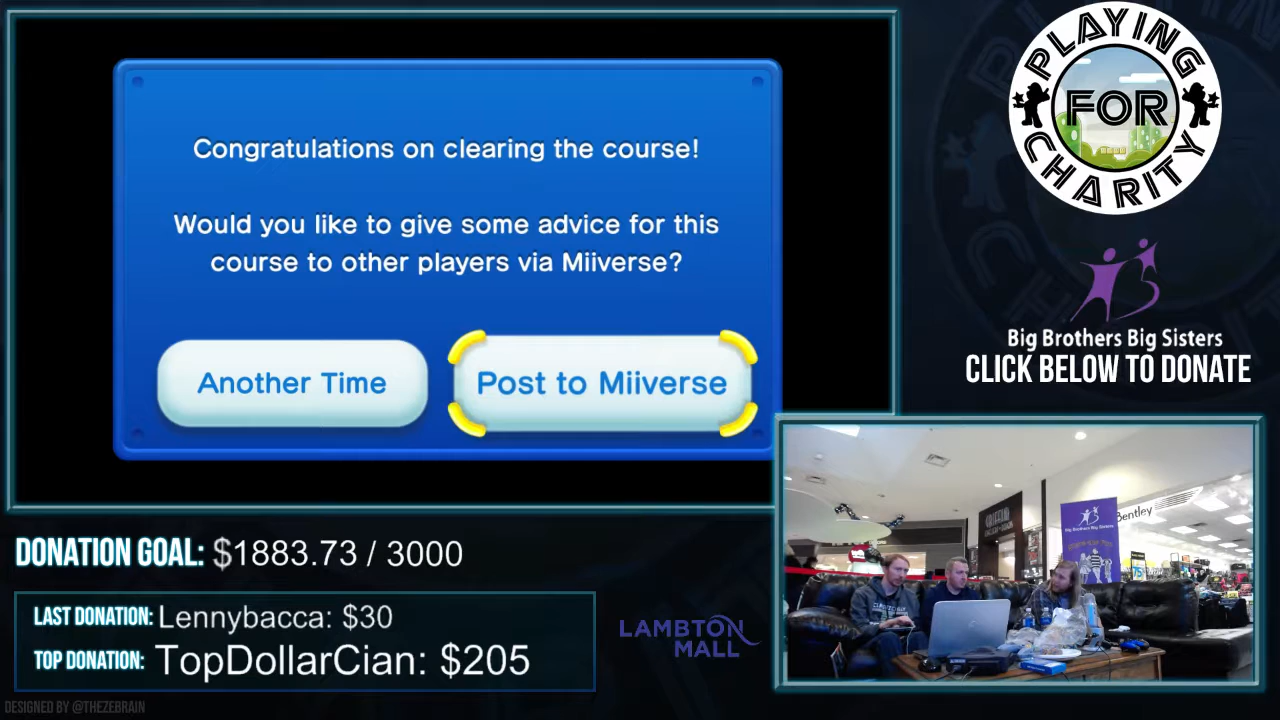 Congratulations on clearing the course!
Would you like to give some advice for this
course to other players via Miiverse?
Another Time
Post to Miiverse
PLAYING
FOR
CHARITY
Big Brothers Big Sisters
CLICK BELOW TO DONATE
DONATION GOAL: $1883.73 / 3000
LAST DONATION: Lennybacca: $30
TOP DONATION: TopDollarCian: $205
LAMBTON
MALL
Bentley
Big Brothers Big Sisters
DESIGNED BY @THEZEBRAIN